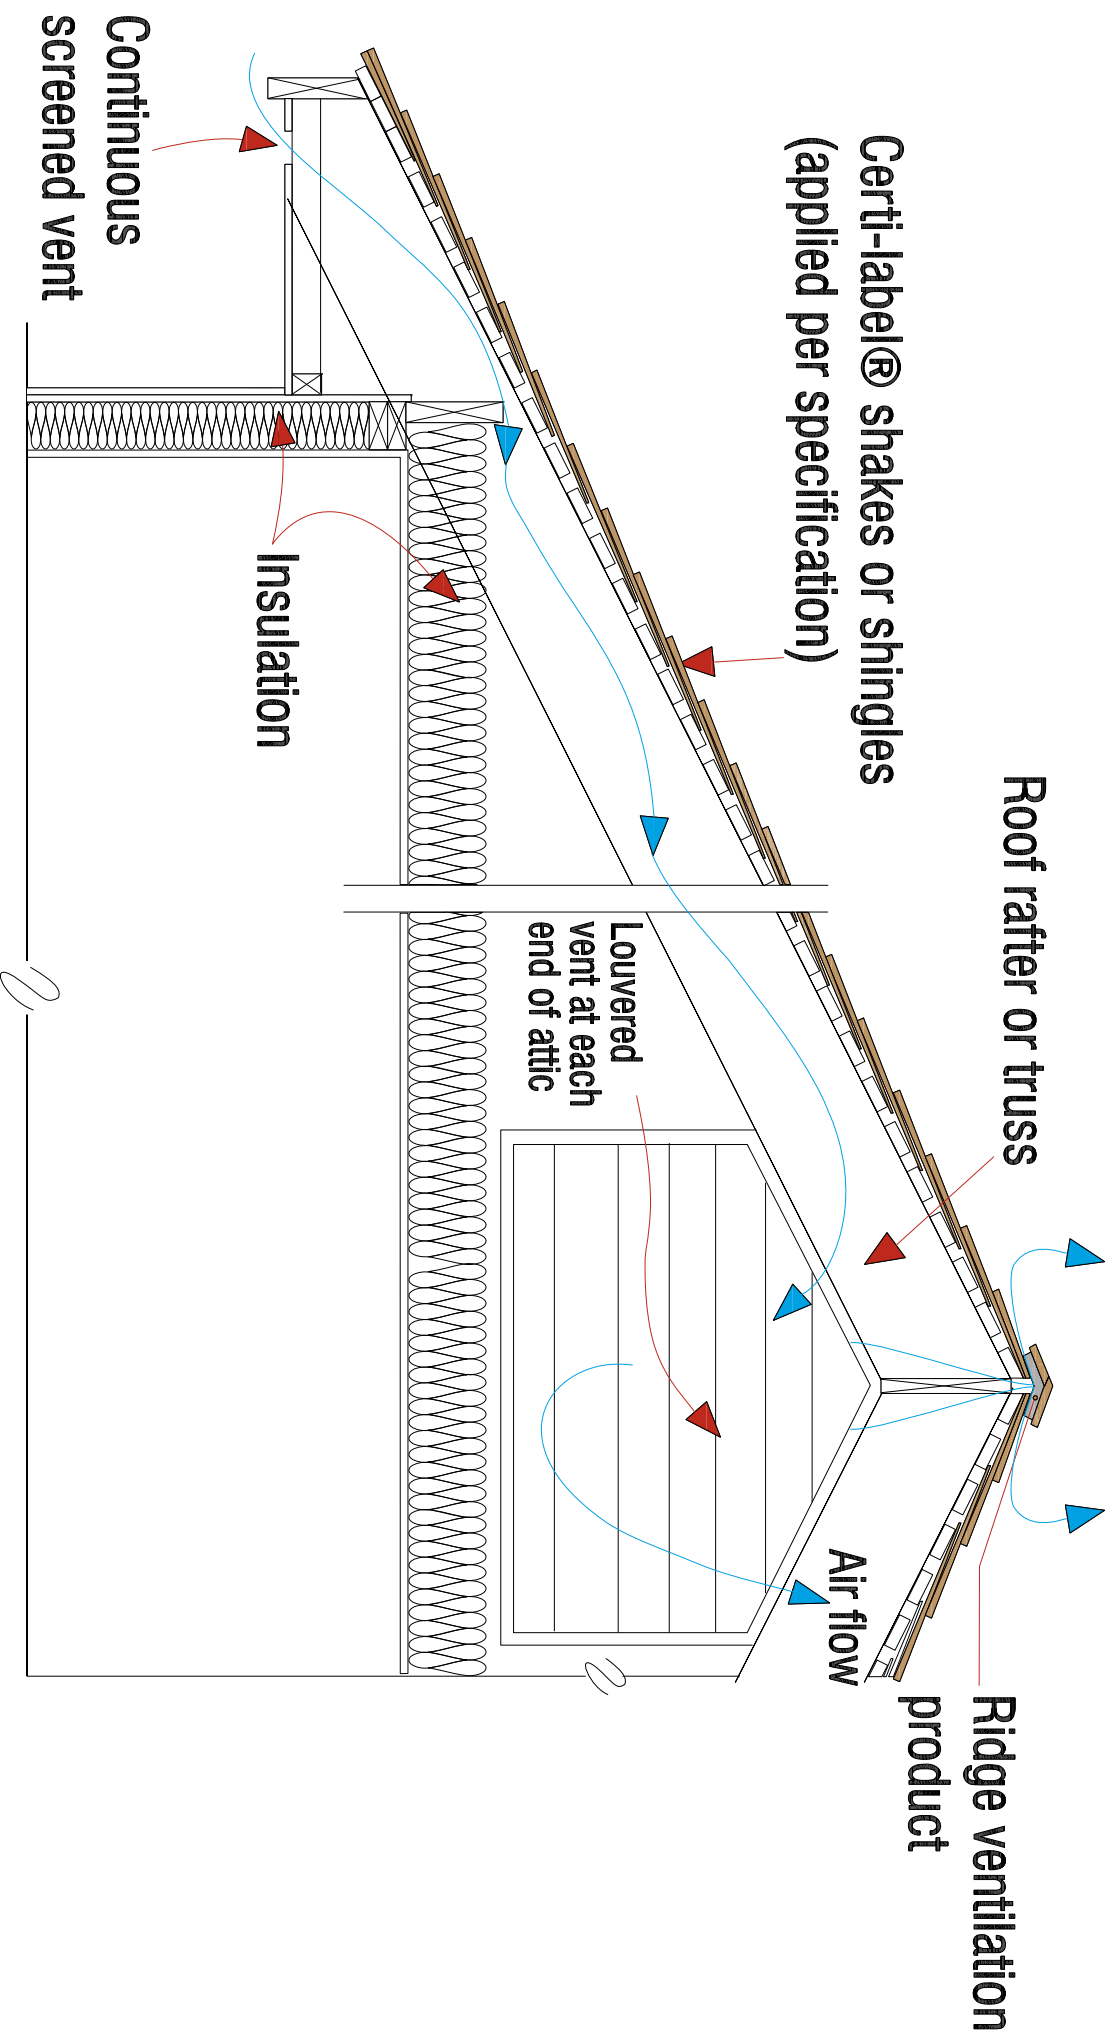 Continuous
screened vent
Certi-label® shakes or shingles
(applied per specification)
Insulation
Roof rafter or truss
Louvered
vent at each
end of attic
Air flow
Ridge ventilation
product